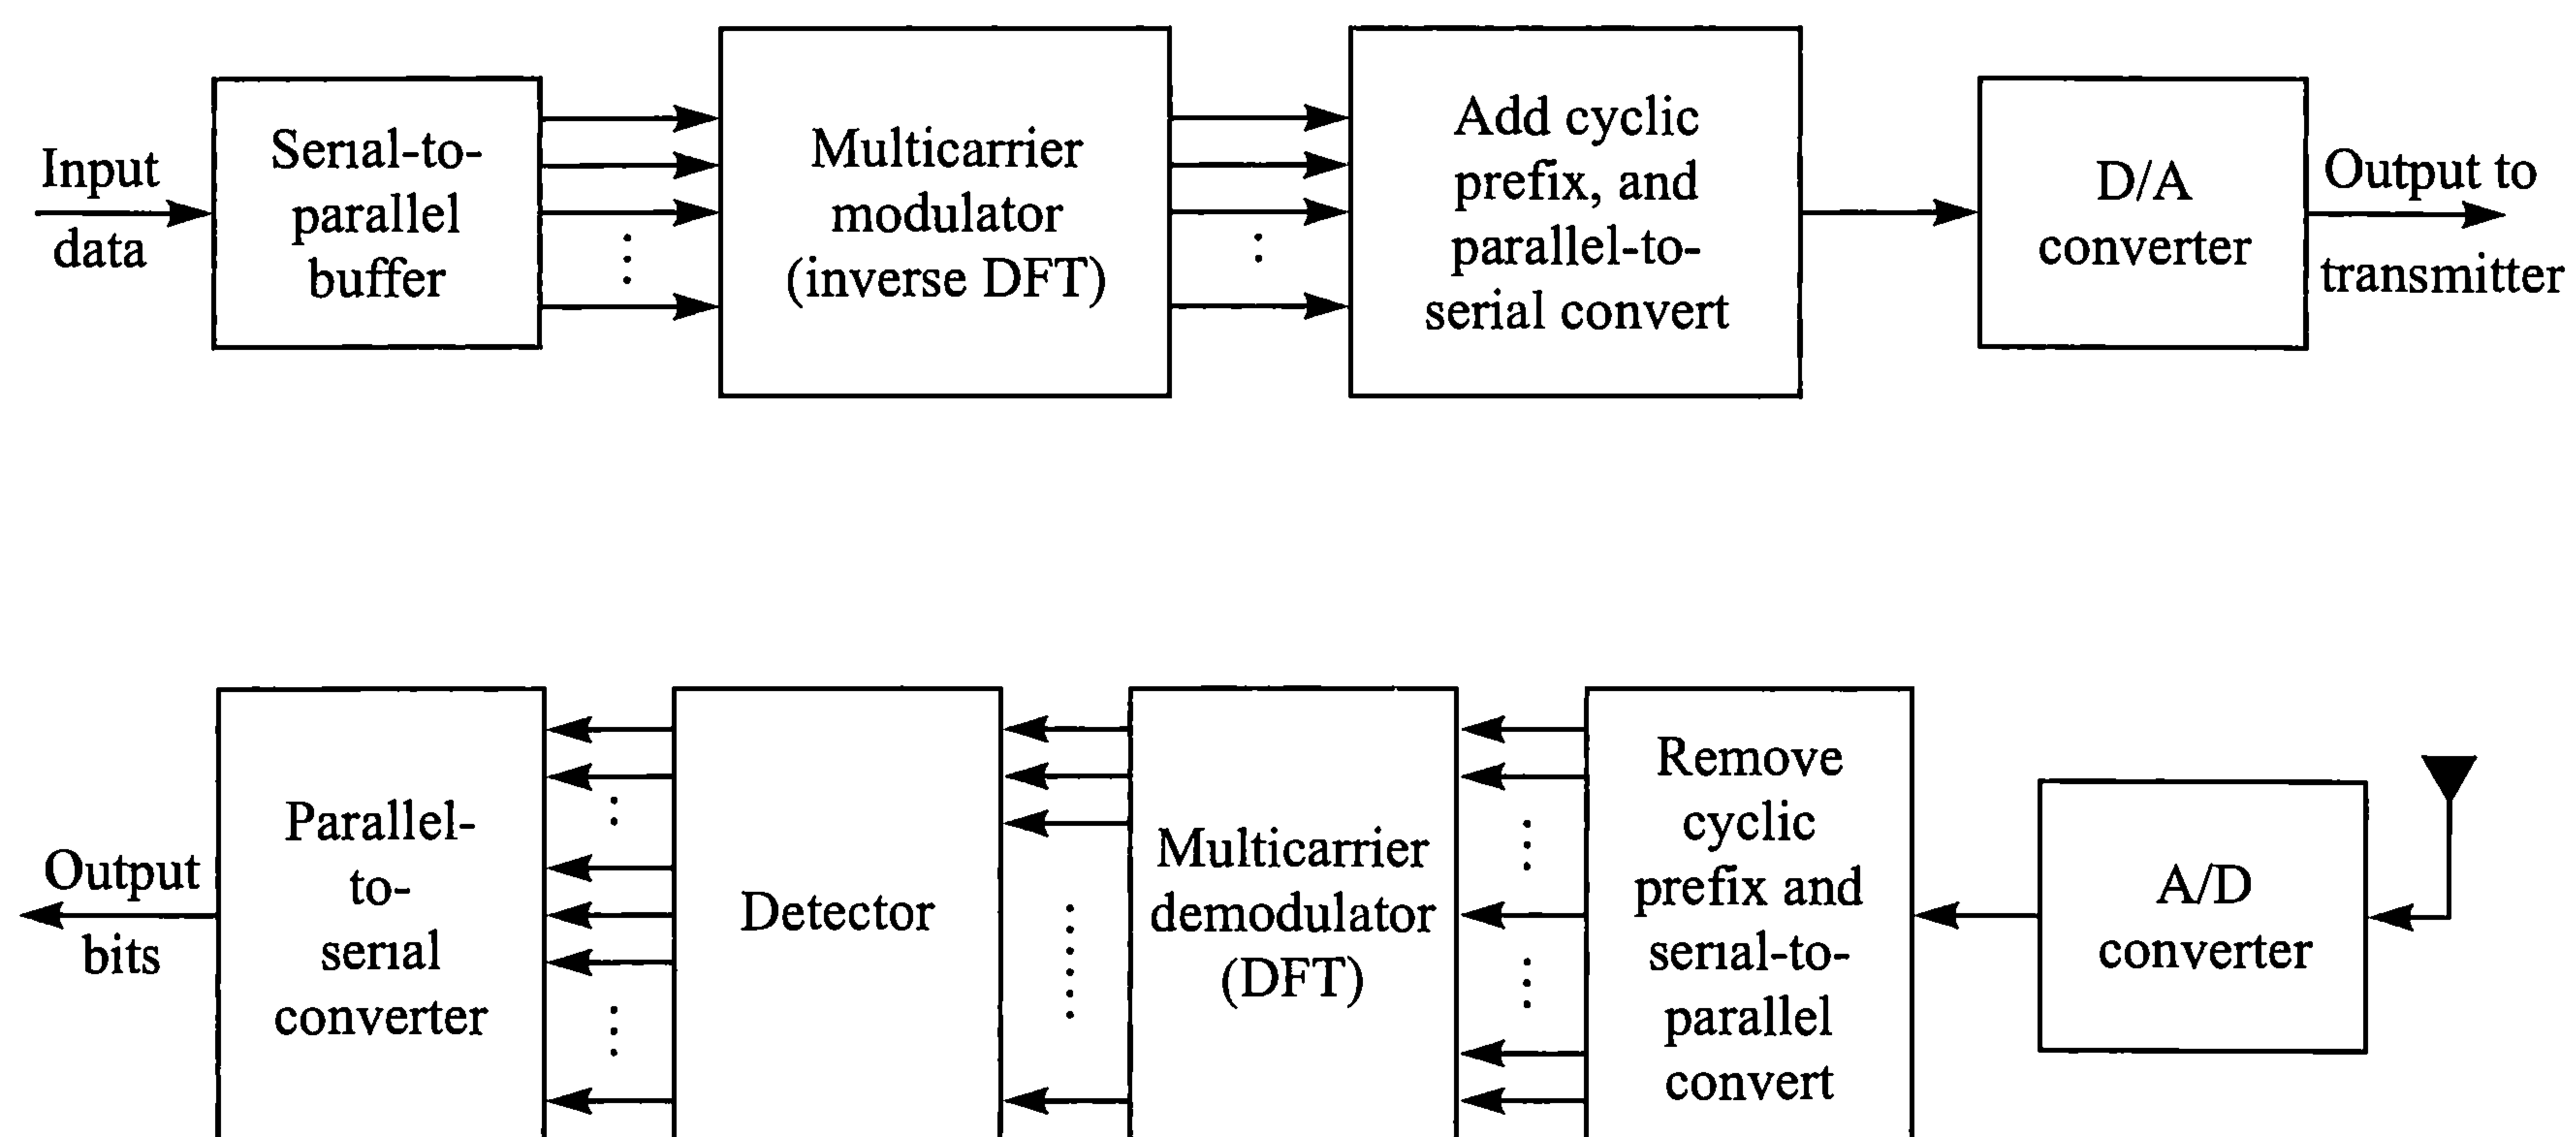 Input
data
Serial-to-
parallel
buffer
Multicarrier
modulator
(inverse DFT)
Add cyclic
prefix, and
parallel-to-
serial convert
D/A
converter
Output to
transmitter
Output
bits
Parallel-
to-
serial
converter
Detector
Multicarrier
demodulator
(DFT)
Remove
cyclic
prefix and
serial-to-
parallel
convert
A/D
converter